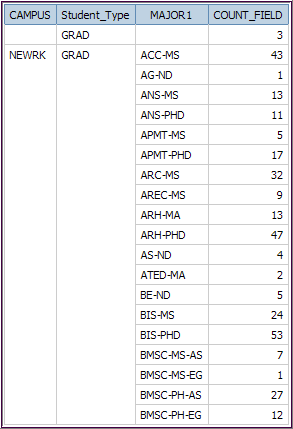 CAMPUS Student_Type MAJOR1 COUNT_FIELD
GRAD 3
NEWRK GRAD ACC-MS 43
AG-ND 1
ANS-MS 13
ANS-PHD 11
APMT-MS 5
APMT-PHD 17
ARC-MS 32
AREC-MS 9
ARH-MA 13
ARH-PHD 47
AS-ND 4
ATED-MA 2
BE-ND 5
BIS-MS 24
BIS-PHD 53
BMSC-MS-AS 7
BMSC-MS-EG 1
BMSC-PH-AS 27
BMSC-PH-EG 12